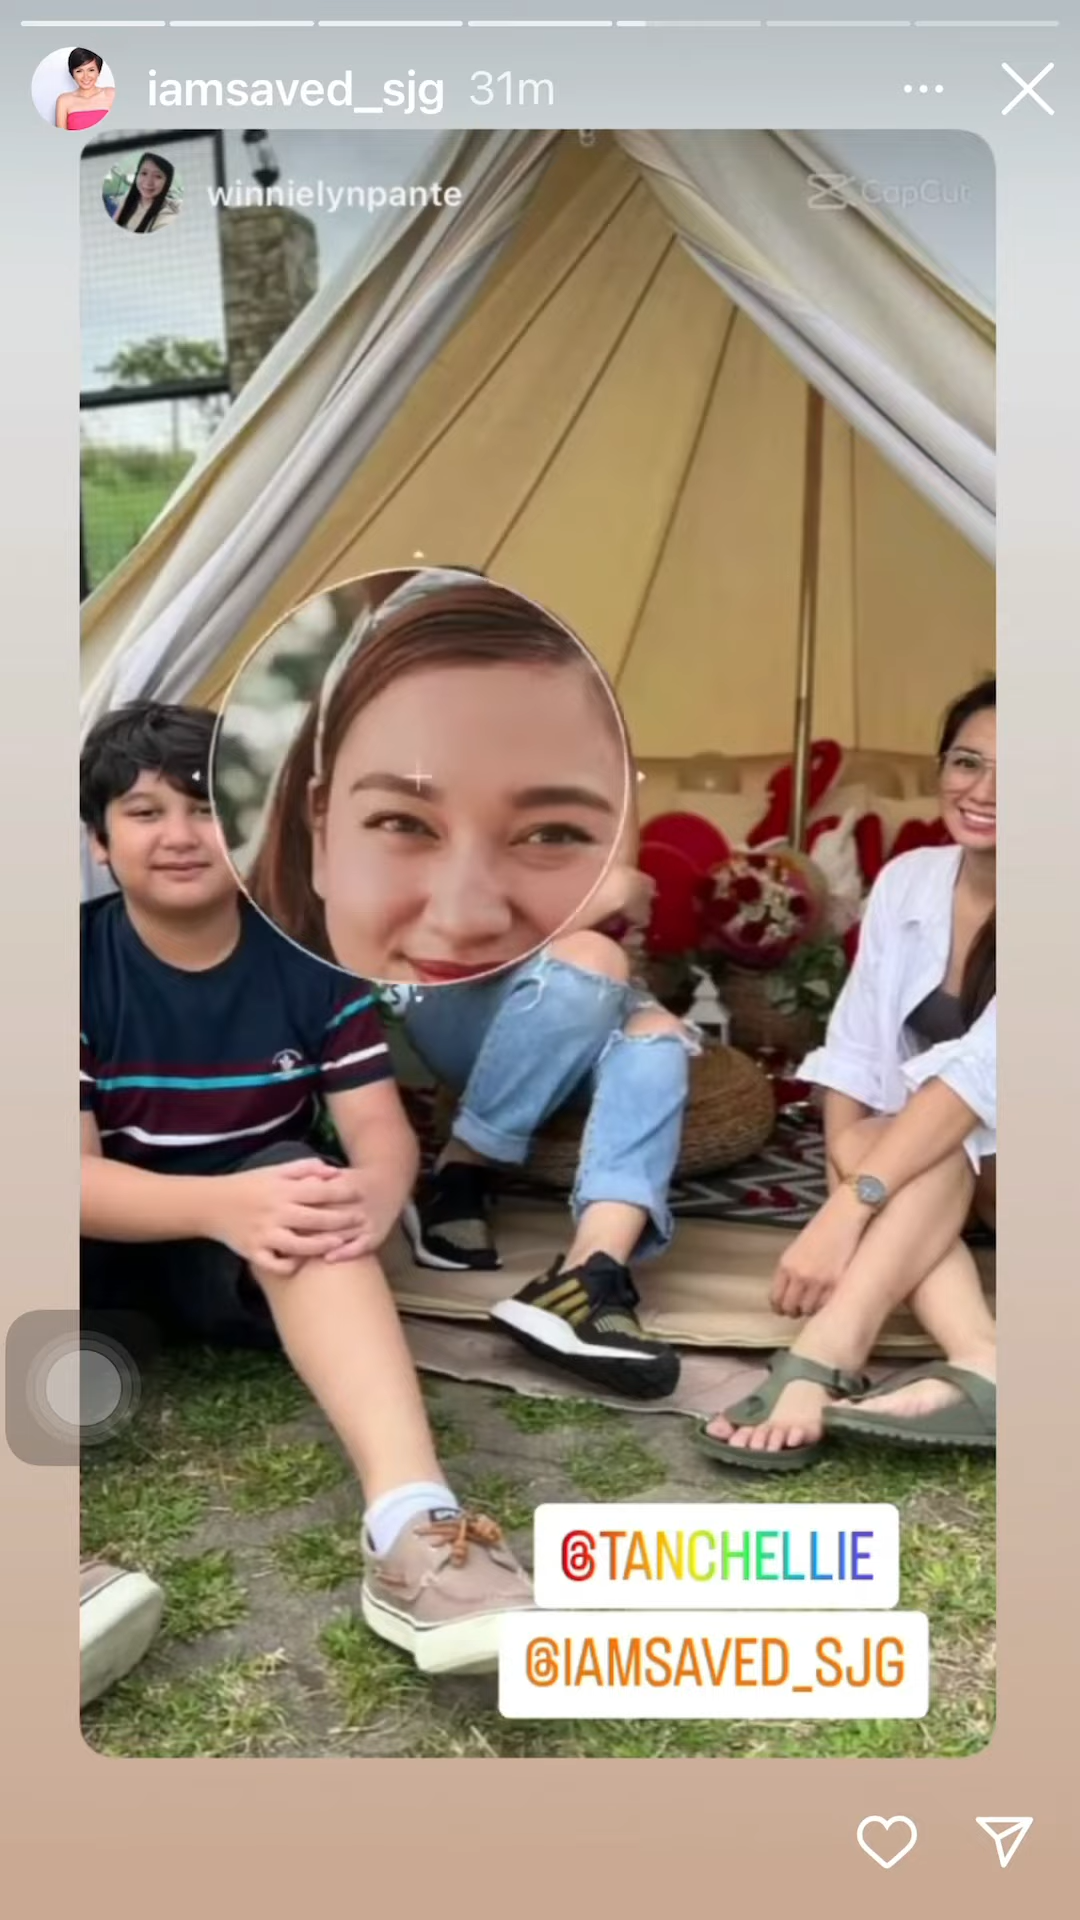 iamsaved_sjg 31m
winnielynpante
CapCut
@TANCHELLIE
@IAMSAVED_SJG